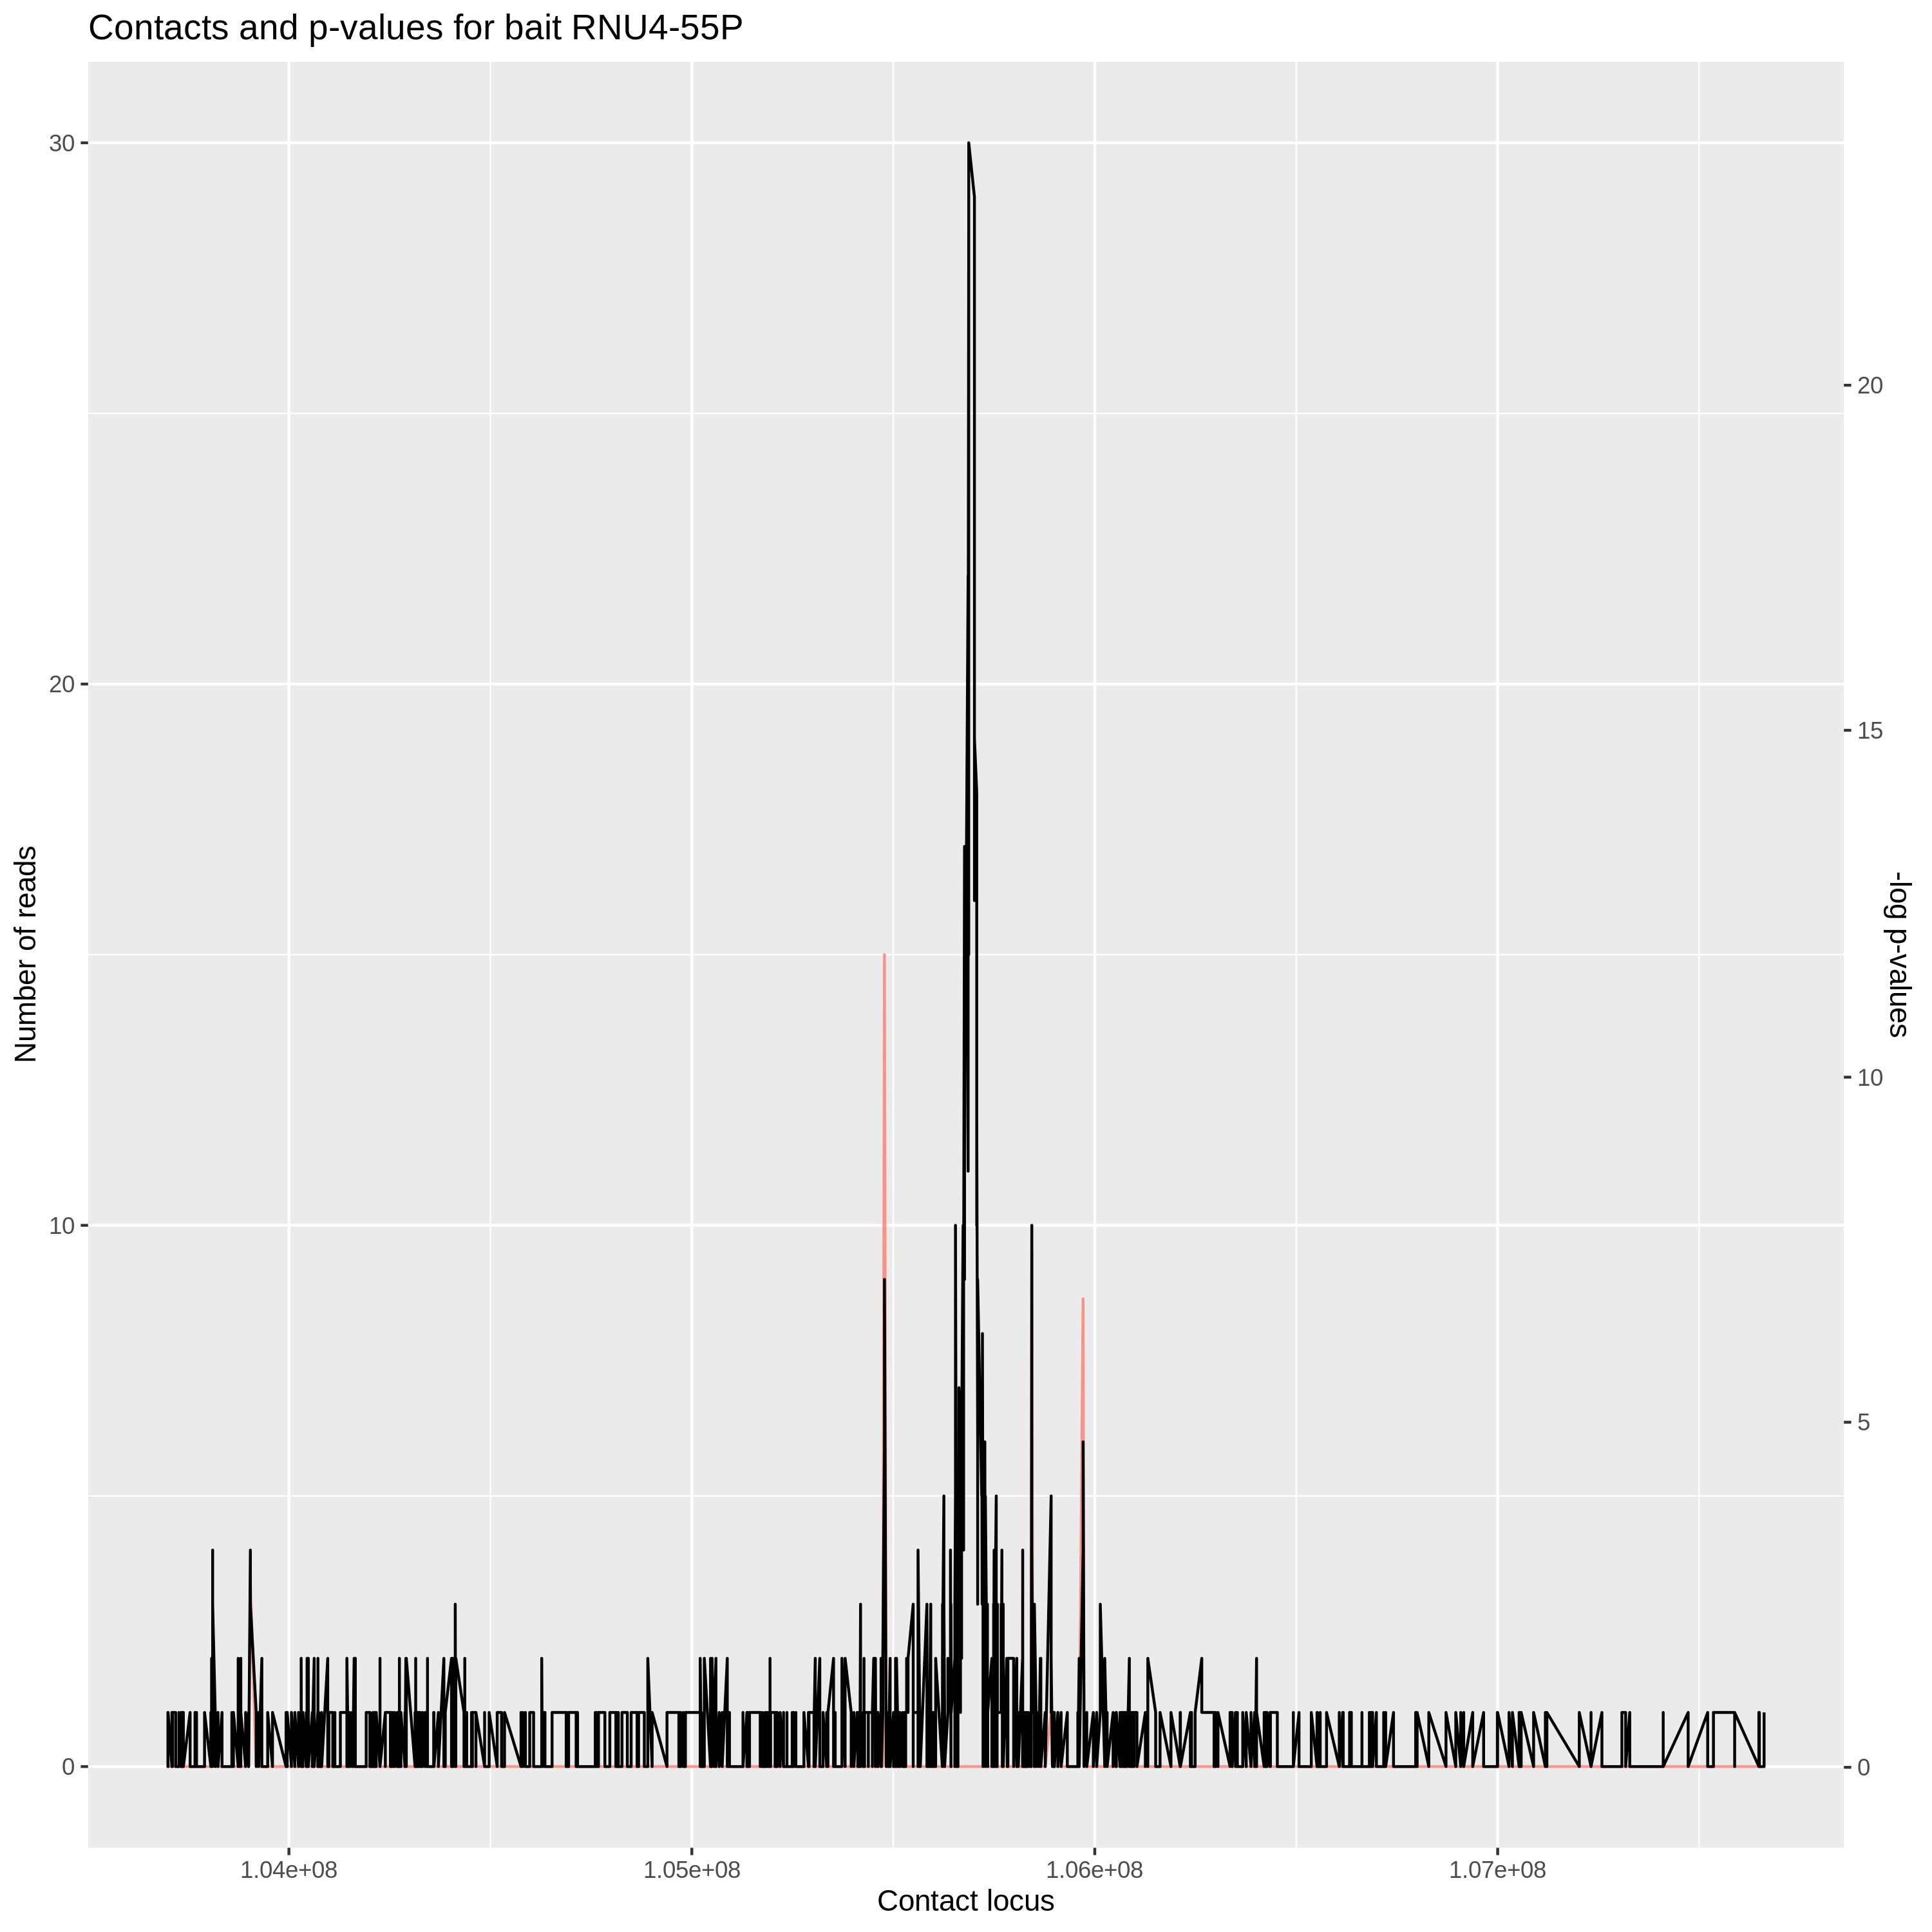 Contacts and p-values for bait RNU4-55P
30
20
10
0
Number of reads
20
15
10
5
0
-log p-values
1.04e+08
1.05e+08
1.06e+08
1.07e+08
Contact locus